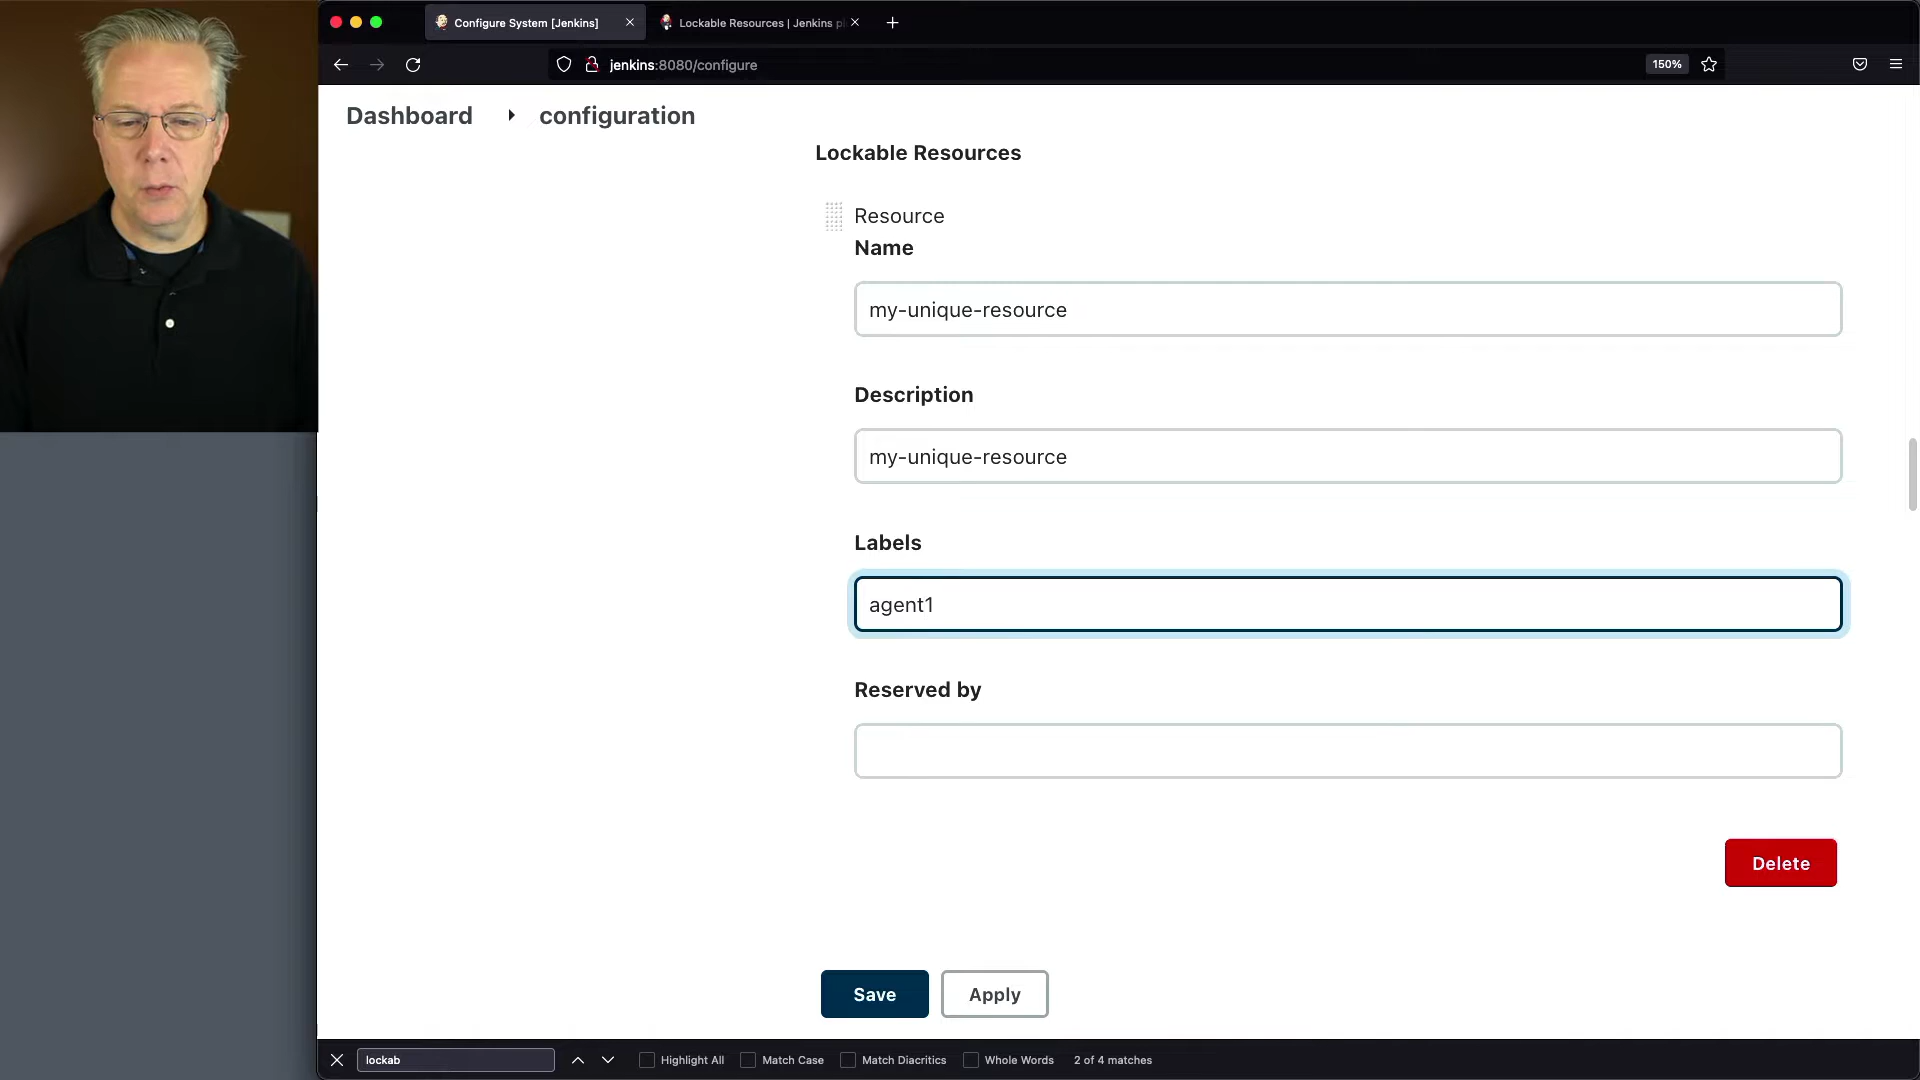 Configure System [Jenkins]
Lockable Resources | Jenkins pl
jenkins:8080/configure
150%
Dashboard
configuration
Lockable Resources
Resource
Name
my-unique-resource
Description
my-unique-resource
Labels
agent1
Reserved by
Delete
Save
Apply
lockab
Highlight All
Match Case
Match Diacritics
Whole Words
2 of 4 matches